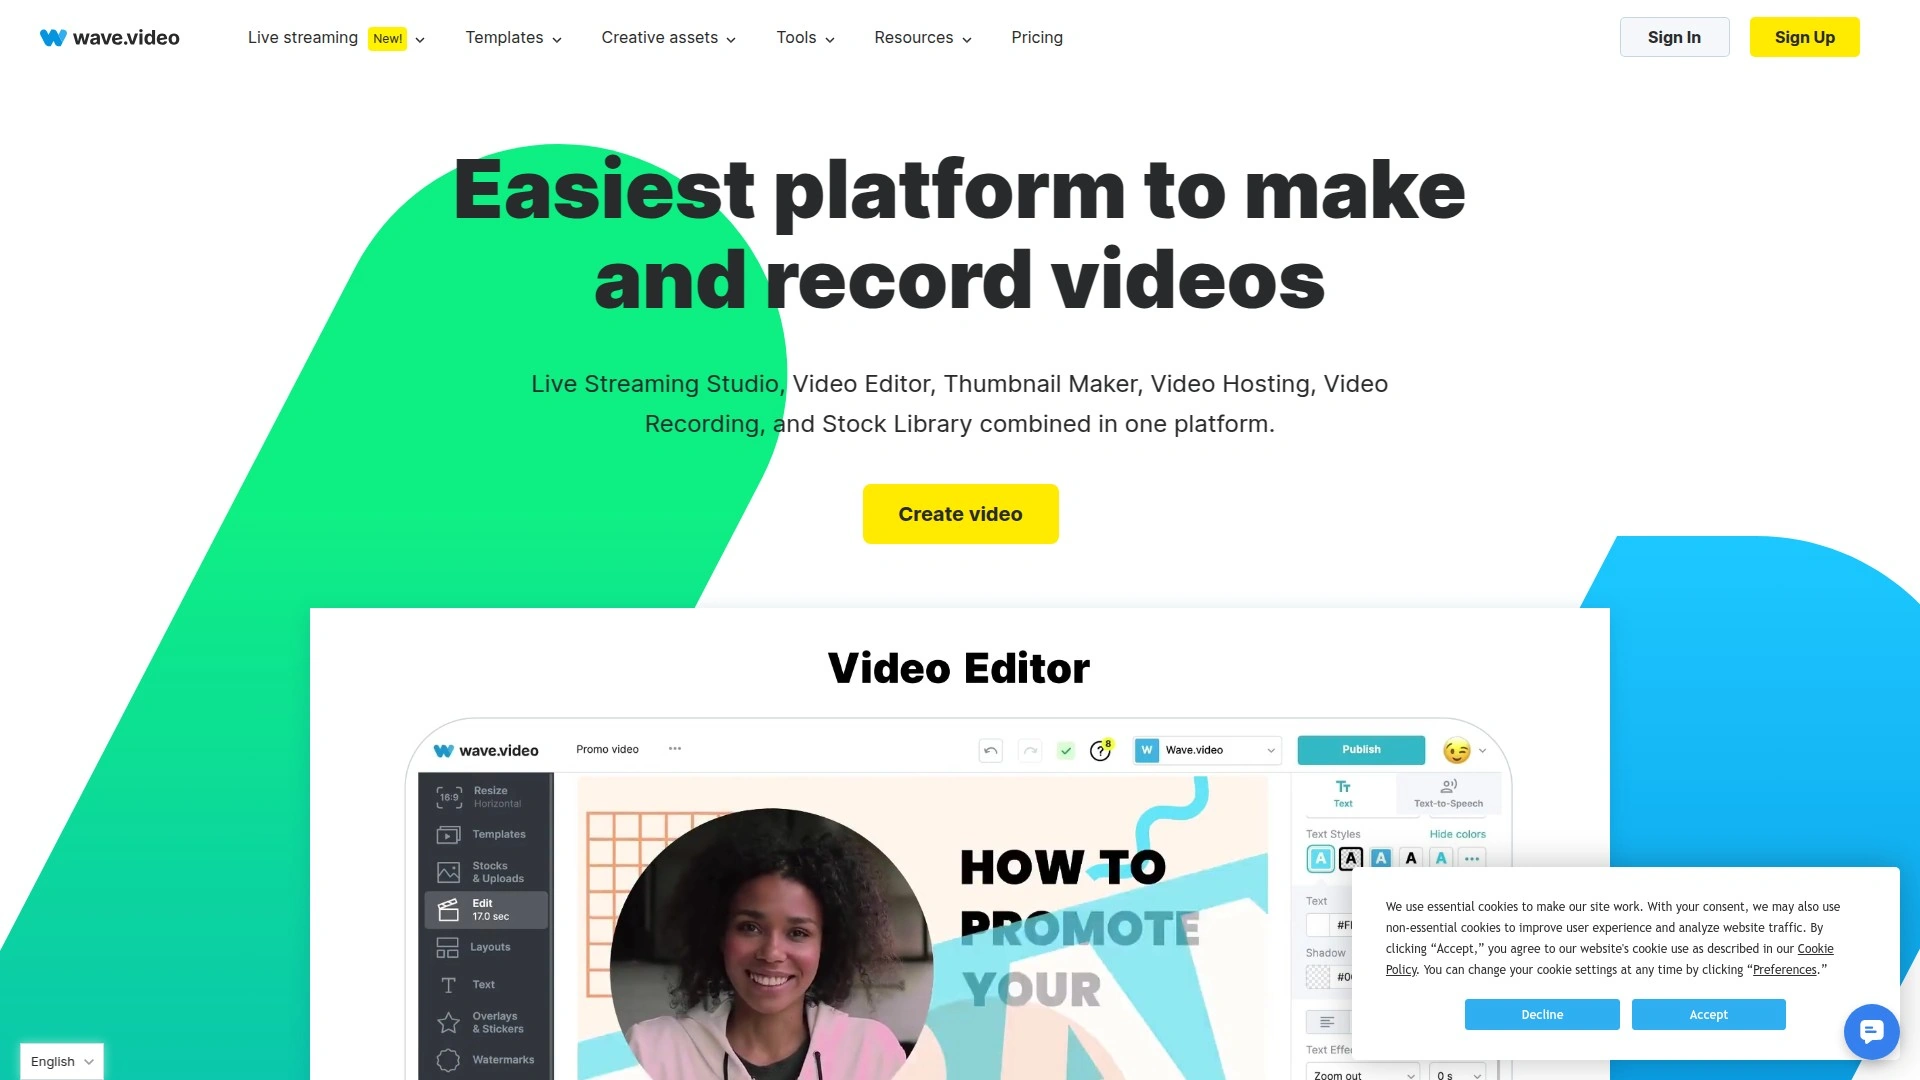 wave.video
Live streaming New! Templates Creative assets Tools Resources Pricing
Sign In Sign Up
Easiest platform to make
and record videos
Live Streaming Studio, Video Editor, Thumbnail Maker, Video Hosting, Video
Recording, and Stock Library combined in one platform.
Create video
Video Editor
wave.video Promo video ••• ? 8 W Wave.video Publish
Resize
Horizontal
16:9
Templates
Stocks
& Uploads
Edit
17.0 sec
Layouts
Text
Overlays
& Stickers
Watermarks
HOW TO
PROMOTE
YOUR
Text Text-to-Speech
Text Styles Hide colors
A A A A A •••
Text
Shadow
Zoom out 0 s
We use essential cookies to make our site work. With your consent, we may also use
non-essential cookies to improve user experience and analyze website traffic. By
clicking “Accept,” you agree to our website's cookie use as described in our Cookie
Policy. You can change your cookie settings at any time by clicking “Preferences.”
Decline Accept
English